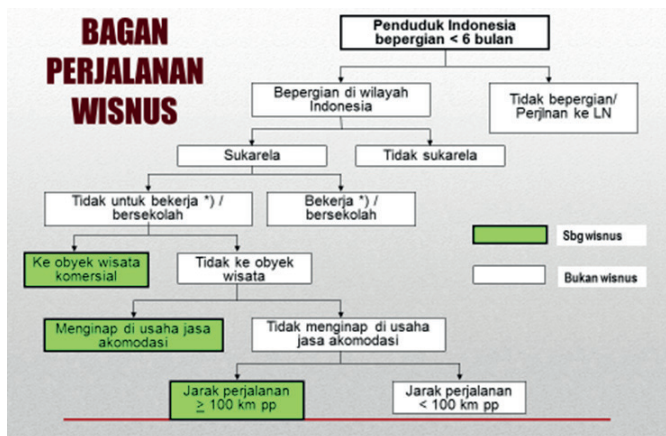 BAGAN
PERJALANAN
WISNUS
Penduduk Indonesia
bepergian < 6 bulan
Bepergian di wilayah
Indonesia
Tidak bepergian/
Perjlnan ke LN
Sukarela
Tidak sukarela
Tidak untuk bekerja *) /
bersekolah
Bekerja *) /
bersekolah
Sbg wisnus
Ke obyek wisata
komersial
Tidak ke obyek
wisata
Bukan wisnus
Menginap di usaha jasa
akomodasi
Tidak menginap di usaha
jasa akomodasi
Jarak perjalanan
≥ 100 km pp
Jarak perjalanan
< 100 km pp